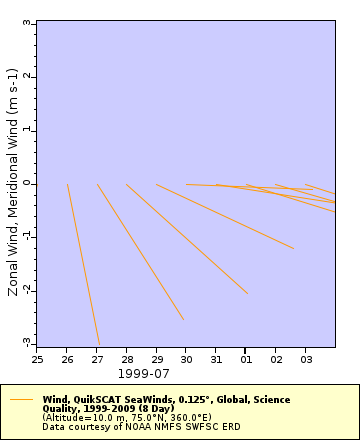 Zonal Wind, Meridional Wind (m s-1)
3
2
1
0
-1
-2
-3
25 26 27 28 29 30 31 01 02 03
1999-07
Wind, QuikSCAT SeaWinds, 0.125°, Global, Science
Quality, 1999-2009 (8 Day)
(Altitude=10.0 m, 75.0°N, 360.0°E)
Data courtesy of NOAA NMFS SWFSC ERD